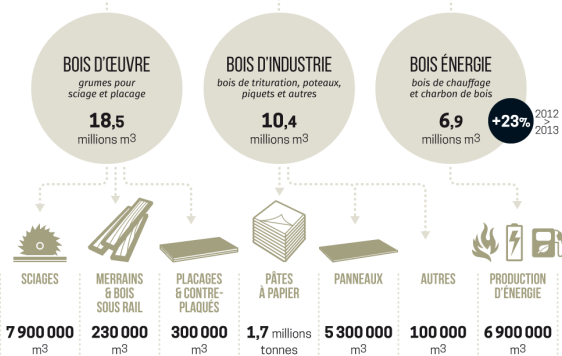 BOIS D'ŒUVRE
grumes pour
sciage et placage
18,5
millions m3
BOIS D'INDUSTRIE
bois de trituration, poteaux,
piquets et autres
10,4
millions m3
BOIS ÉNERGIE
bois de chauffage
et charbon de bois
6,9
millions m3
+23%
2012
>
2013
SCIAGES
7 900 000
m3
MERRAINS
& BOIS
SOUS RAIL
230 000
m3
PLACAGES
& CONTRE-
PLAQUÉS
300 000
m3
PÂTES
À PAPIER
1,7 millions
tonnes
PANNEAUX
5 300 000
m3
AUTRES
100 000
m3
PRODUCTION
D'ÉNERGIE
6 900 000
m3